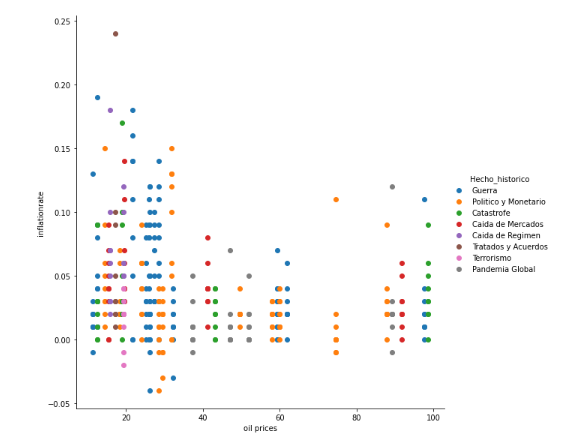 0.25
0.20
0.15
0.10
0.05
0.00
−0.05
inflationrate
20
40
60
80
100
oil prices
Hecho_historico
Guerra
Politico y Monetario
Catastrofe
Caida de Mercados
Caida de Regimen
Tratados y Acuerdos
Terrorismo
Pandemia Global